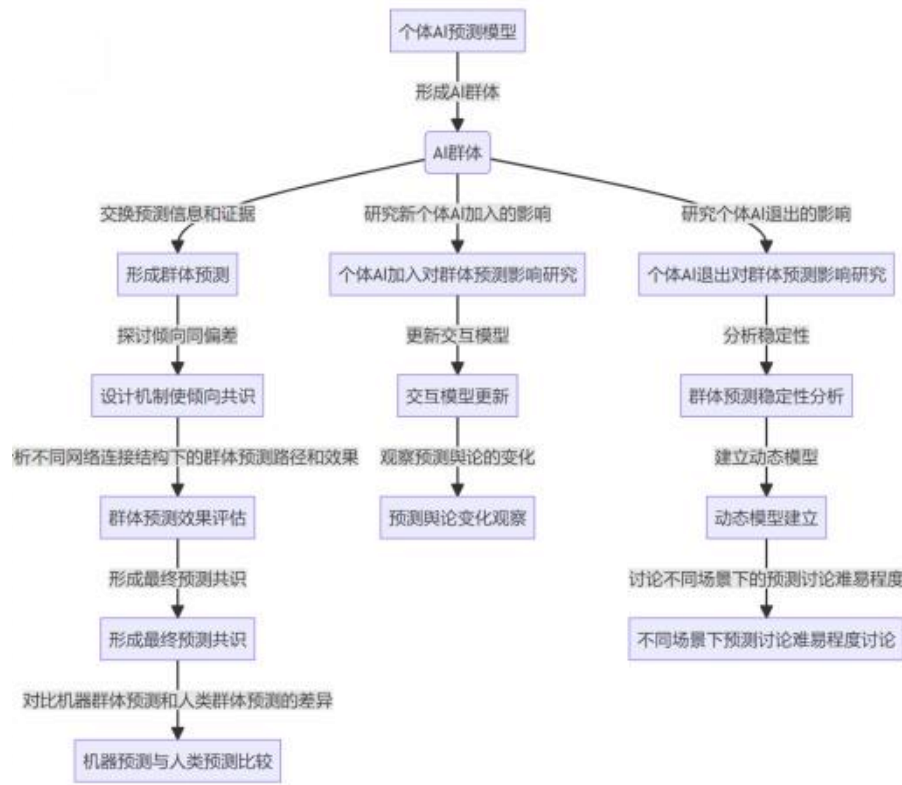 个体AI预测模型
形成AI群体
AI群体
交换预测信息和证据
研究新个体AI加入的影响
研究个体AI退出的影响
形成群体预测
个体AI加入对群体预测影响研究
个体AI退出对群体预测影响研究
探讨倾向同偏差
更新交互模型
分析稳定性
设计机制使倾向共识
交互模型更新
群体预测稳定性分析
析不同网络连接结构下的群体预测路径和效果
观察预测舆论的变化
建立动态模型
群体预测效果评估
预测舆论变化观察
动态模型建立
形成最终预测共识
讨论不同场景下的预测讨论难易程度
形成最终预测共识
不同场景下预测讨论难易程度讨论
对比机器群体预测和人类群体预测的差异
机器预测与人类预测比较